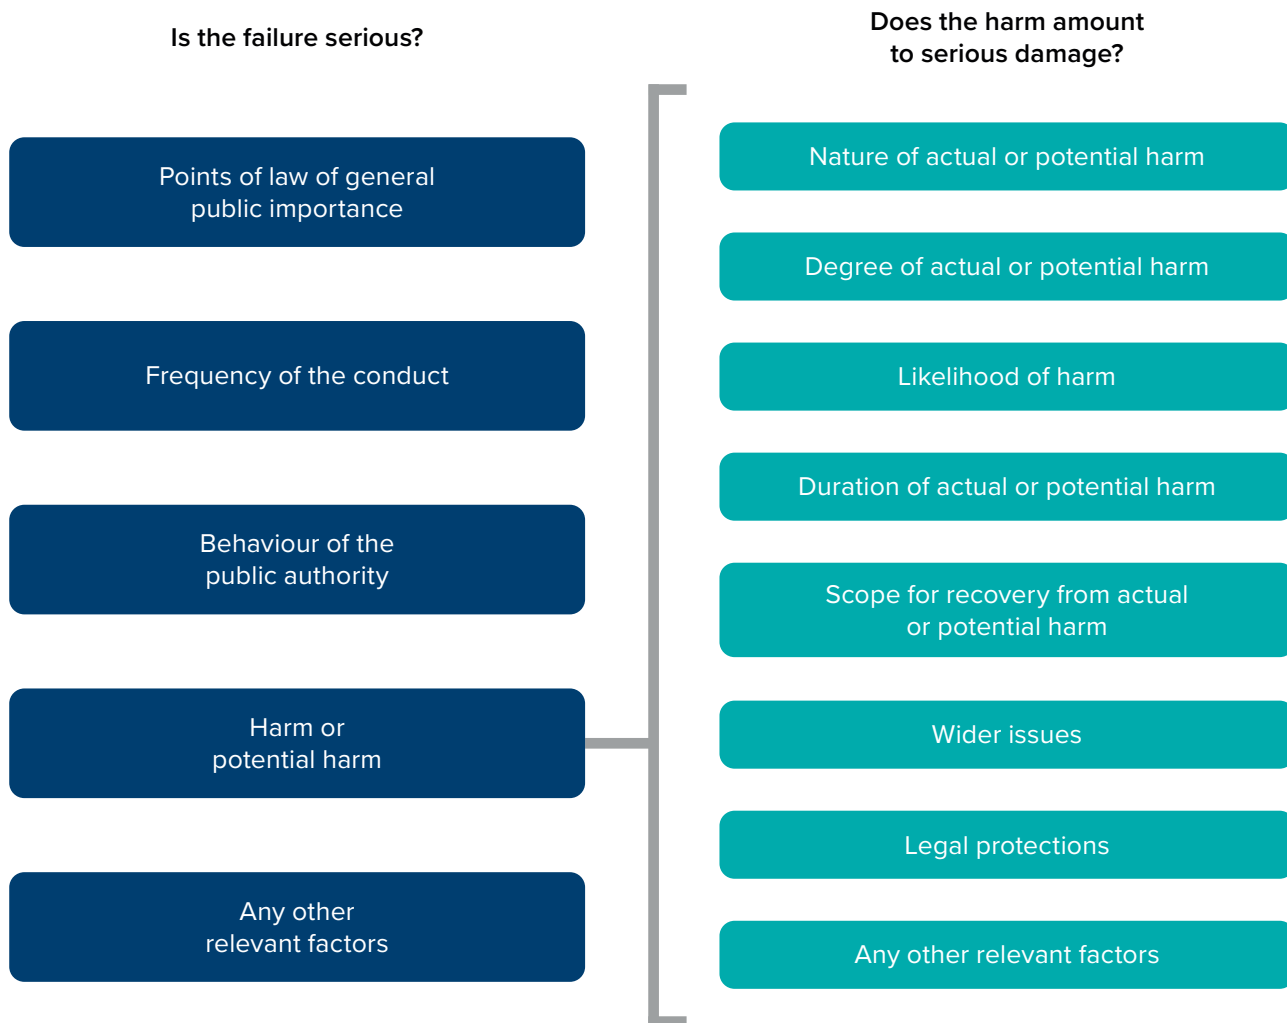 Is the failure serious?
Points of law of general
public importance
Frequency of the conduct
Behaviour of the
public authority
Harm or
potential harm
Any other
relevant factors
Does the harm amount
to serious damage?
Nature of actual or potential harm
Degree of actual or potential harm
Likelihood of harm
Duration of actual or potential harm
Scope for recovery from actual
or potential harm
Wider issues
Legal protections
Any other relevant factors